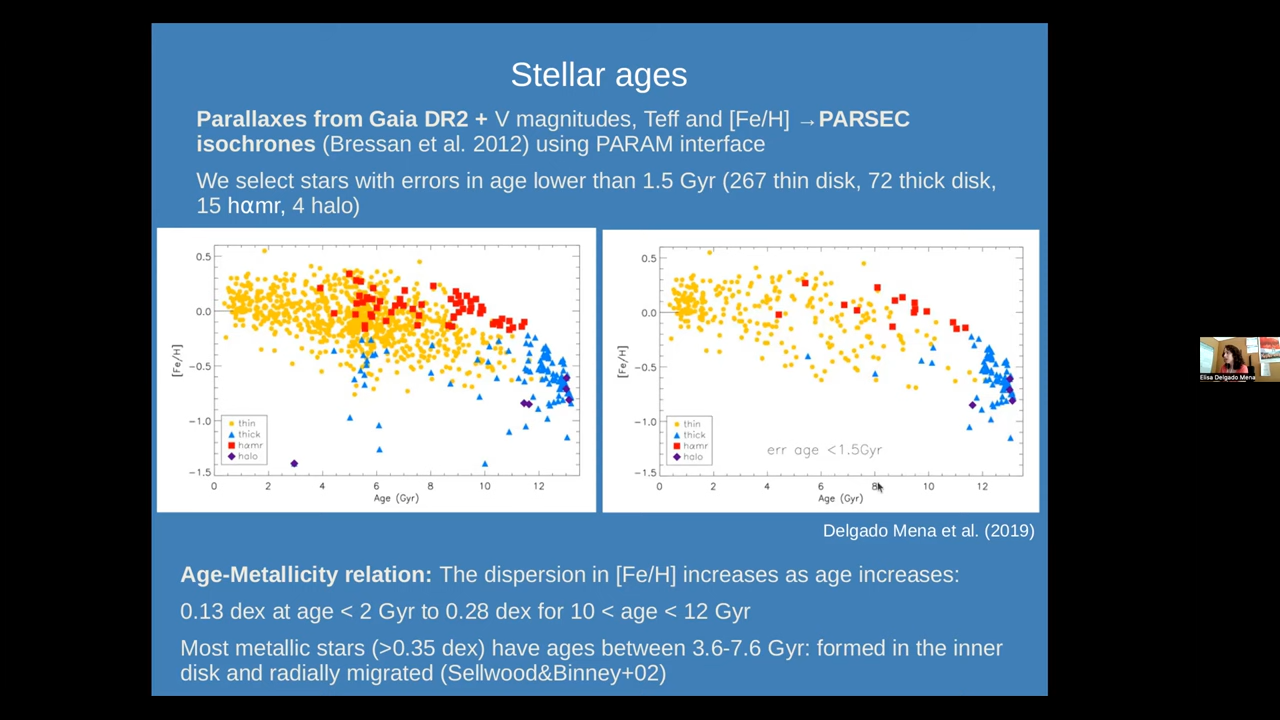 Stellar ages
Parallaxes from Gaia DR2 + V magnitudes, Teff and [Fe/H] →PARSEC
isochrones (Bressan et al. 2012) using PARAM interface
We select stars with errors in age lower than 1.5 Gyr (267 thin disk, 72 thick disk,
15 hαmr, 4 halo)
0.5
0.0
−0.5
−1.0
−1.5
[Fe/H]
thin
thick
hαmr
halo
0 2 4 6 8 10 12
Age (Gyr)
0.5
0.0
−0.5
−1.0
−1.5
[Fe/H]
thin
thick
hαmr
halo
err age <1.5Gyr
0 2 4 6 8 10 12
Age (Gyr)
Elisa Delgado Mena
Delgado Mena et al. (2019)
Age-Metallicity relation: The dispersion in [Fe/H] increases as age increases:
0.13 dex at age < 2 Gyr to 0.28 dex for 10 < age < 12 Gyr
Most metallic stars (>0.35 dex) have ages between 3.6-7.6 Gyr: formed in the inner
disk and radially migrated (Sellwood&Binney+02)